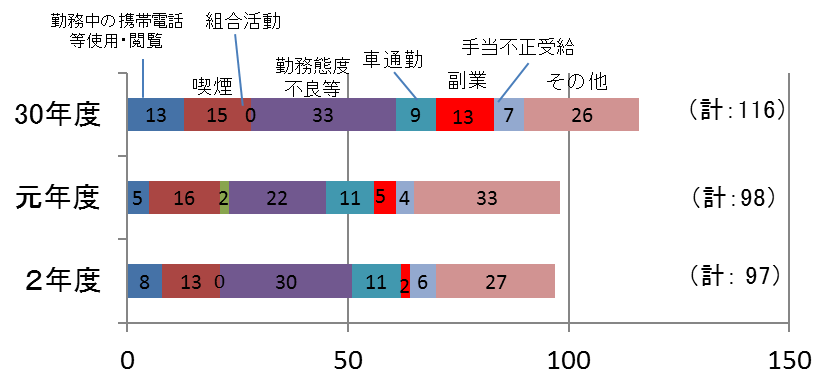 勤務中の携帯電話
等使用・閲覧
組合活動
喫煙
勤務態度
不良等
車通勤
副業
手当不正受給
その他
30年度
13 15 0 33 9 13 7 26
（計：116）
元年度
5 16 2 22 11 5 4 33
（計：98）
２年度
8 13 0 30 11 2 6 27
（計： 97）
0 50 100 150